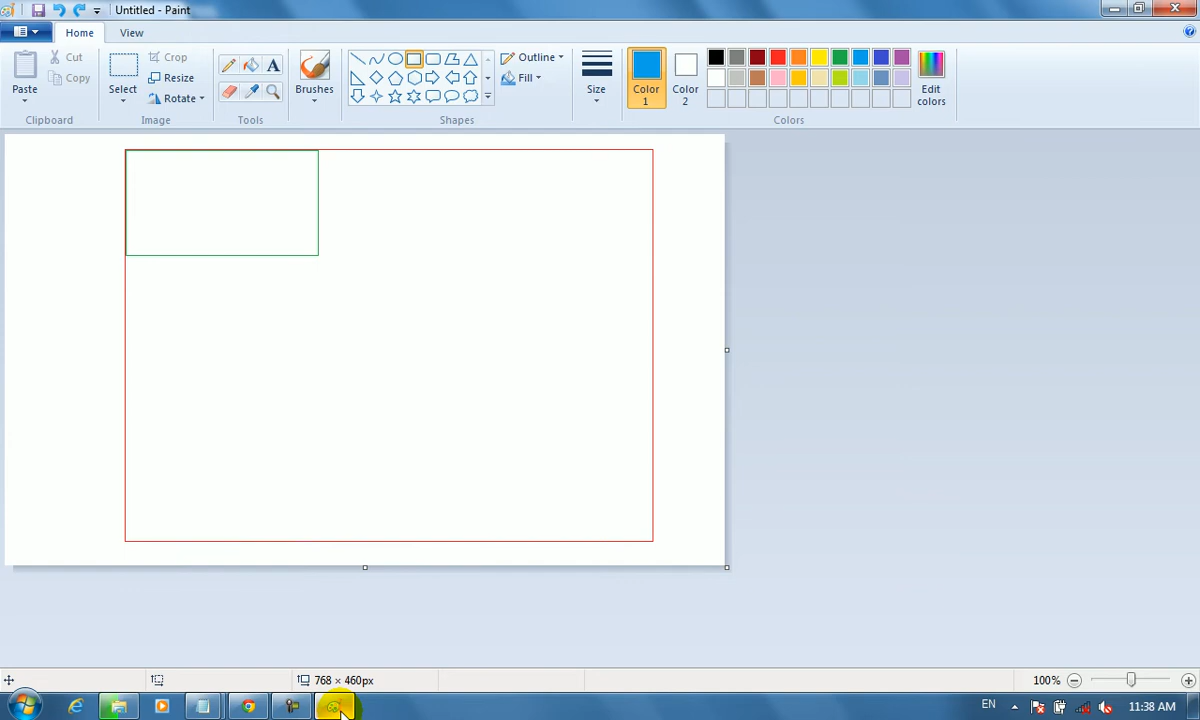 Untitled - Paint
Home View
Paste
Cut
Copy
Select
Crop
Resize
Rotate
A
Brushes
Outline
Fill
Size
Color 1
Color 2
Edit colors
Clipboard Image Tools Shapes Colors
768 × 460px
100%
EN
11:38 AM